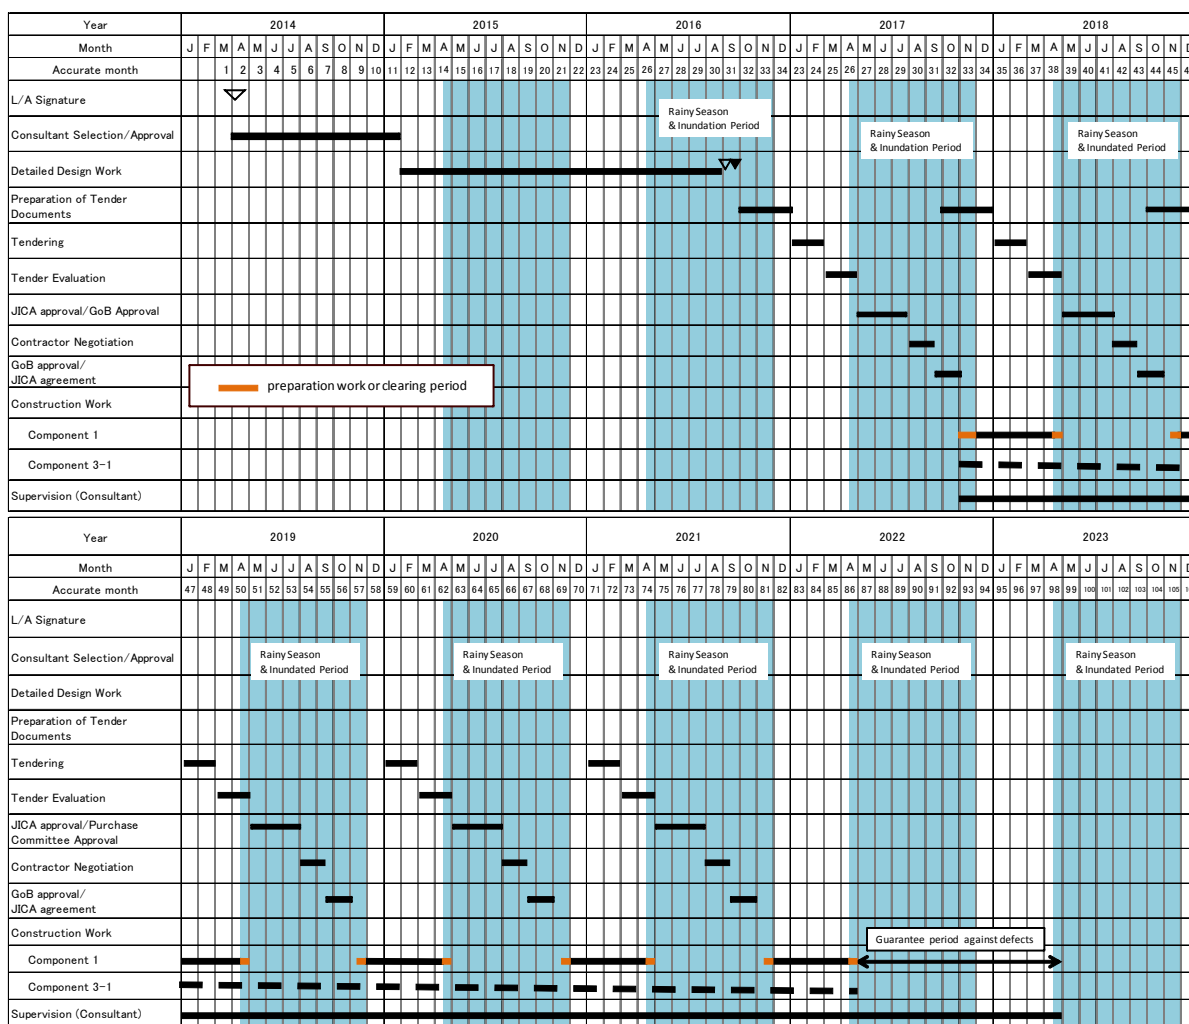 Year 2014 2015 2016 2017 2018
Month J F M A M J J A S O N D J F M A M J J A S O N D J F M A M J J A S O N D J F M A M J J A S O N D J F M A M J J A S O N
Accurate month 1 2 3 4 5 6 7 8 9 10 11 12 13 14 15 16 17 18 19 20 21 22 23 24 25 26 27 28 29 30 31 32 33 34 23 24 25 26 27 28 29 30 31 32 33 34 35 36 37 38 39 40 41 42 43 44 45
L/A Signature
Rainy Season
& Inundation Period
Rainy Season
& Inundation Period
Rainy Season
& Inundated Period
Consultant Selection/Approval
Detailed Design Work
Preparation of Tender
Documents
Tendering
Tender Evaluation
JICA approval/GoB Approval
Contractor Negotiation
GoB approval/
JICA agreement
preparation work or clearing period
Construction Work
Component 1
Component 3-1
Supervision (Consultant)
Year 2019 2020 2021 2022 2023
Month J F M A M J J A S O N D J F M A M J J A S O N D J F M A M J J A S O N D J F M A M J J A S O N D J F M A M J J A S O N
Accurate month 47 48 49 50 51 52 53 54 55 56 57 58 59 60 61 62 63 64 65 66 67 68 69 70 71 72 73 74 75 76 77 78 79 80 81 82 83 84 85 86 87 88 89 90 91 92 93 94 95 96 97 98 99 100 101 102 103 104 105
L/A Signature
Consultant Selection/Approval
Rainy Season
& Inundated Period
Rainy Season
& Inundated Period
Rainy Season
& Inundated Period
Rainy Season
& Inundated Period
Rainy Season
& Inundated Period
Detailed Design Work
Preparation of Tender
Documents
Tendering
Tender Evaluation
JICA approval/Purchase
Committee Approval
Contractor Negotiation
GoB approval/
JICA agreement
Construction Work
Guarantee period against defects
Component 1
Component 3-1
Supervision (Consultant)